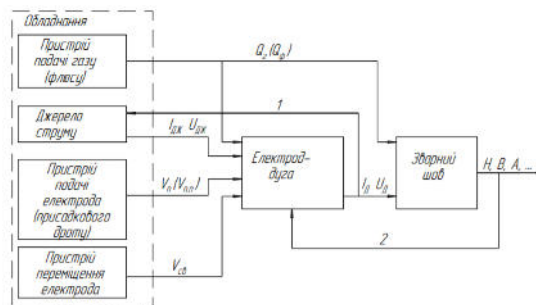 Обладнання
Пристрій
подачі газу
(флюсу)
Qг (Qф)
1
Джерела
струму
Iдж Uдж
Електрод-
дуга
Зварний
шов
H, B, A, ...
Iд Uд
Пристрій
подачі
електрода
(присадкового
дроту)
Vп (Vп.п)
2
Пристрій
переміщення
електрода
Vсв